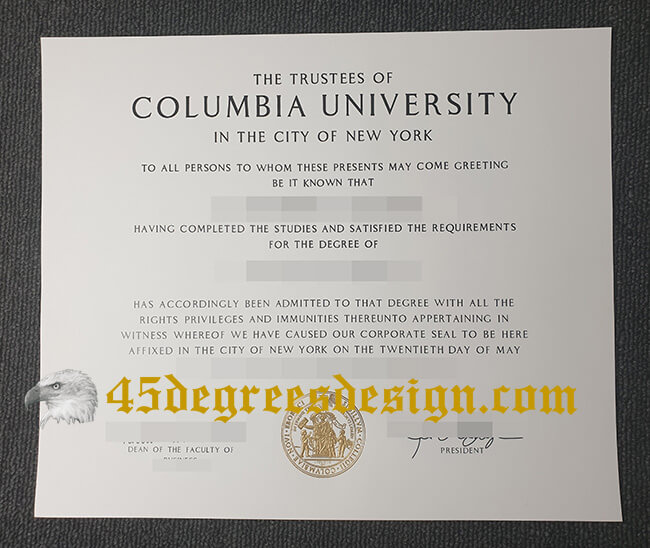 THE TRUSTEES OF
COLUMBIA UNIVERSITY
IN THE CITY OF NEW YORK
TO ALL PERSONS TO WHOM THESE PRESENTS MAY COME GREETING
BE IT KNOWN THAT
HAVING COMPLETED THE STUDIES AND SATISFIED THE REQUIREMENTS
FOR THE DEGREE OF
HAS ACCORDINGLY BEEN ADMITTED TO THAT DEGREE WITH ALL THE
RIGHTS PRIVILEGES AND IMMUNITIES THEREUNTO APPERTAINING IN
WITNESS WHEREOF WE HAVE CAUSED OUR CORPORATE SEAL TO BE HERE
AFFIXED IN THE CITY OF NEW YORK ON THE TWENTIETH DAY OF MAY
45degreesdesign.com
DEAN OF THE FACULTY OF
BUSINESS
PRESIDENT